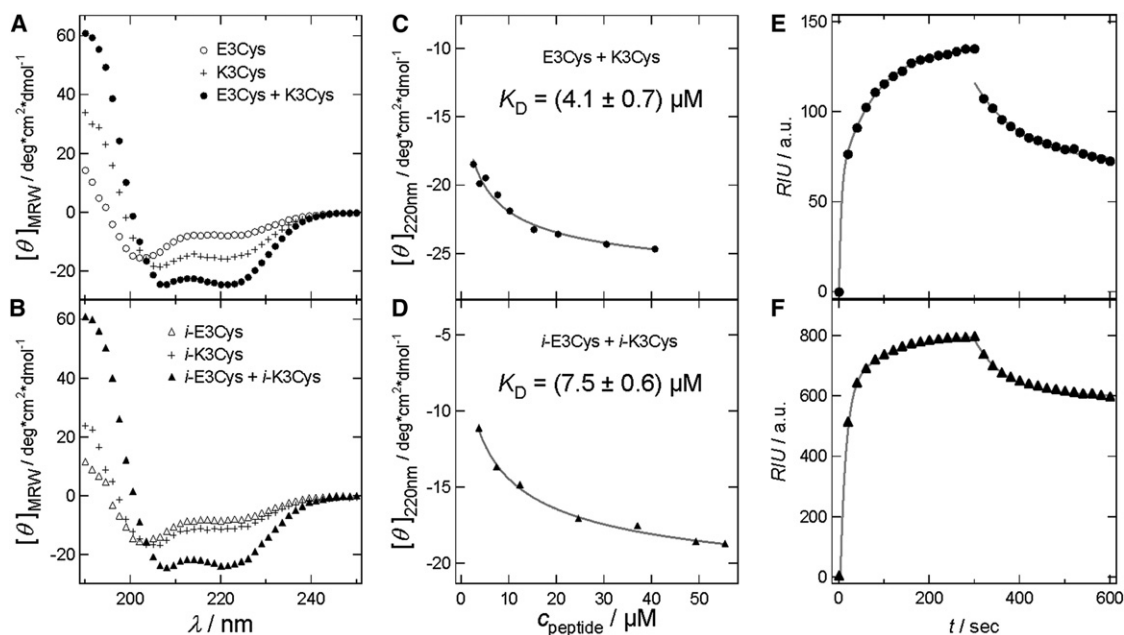 A
60
40
20
0
-20
[θ]MRW / deg*cm²*dmol⁻¹
E3Cys
K3Cys
E3Cys + K3Cys
B
60
40
20
0
-20
[θ]MRW / deg*cm²*dmol⁻¹
i-E3Cys
i-K3Cys
i-E3Cys + i-K3Cys
200
220
240
λ / nm
C
-10
-15
-20
-25
[θ]220nm / deg*cm²*dmol⁻¹
E3Cys + K3Cys
KD = (4.1 ± 0.7) µM
D
-5
-10
-15
-20
[θ]220nm / deg*cm²*dmol⁻¹
i-E3Cys + i-K3Cys
KD = (7.5 ± 0.6) µM
0 10 20 30 40 50
cpeptide / µM
E
150
100
50
0
RIU / a.u.
F
800
600
400
200
0
RIU / a.u.
0 200 400 600
t / sec